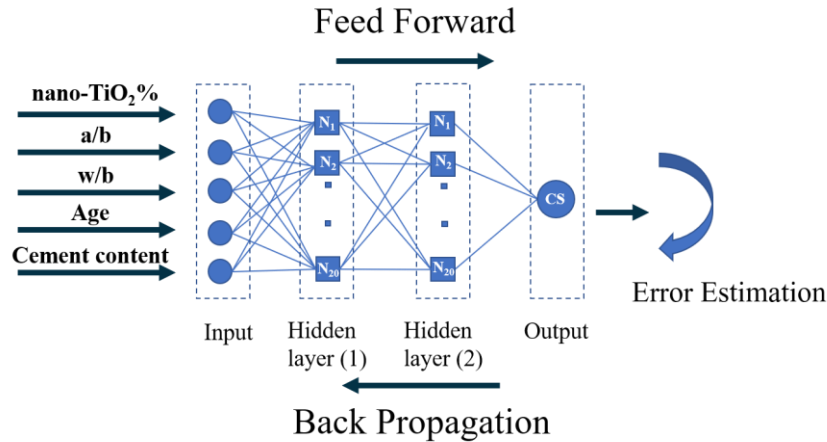 Feed Forward
nano-TiO₂%
a/b
w/b
Age
Cement content
N₁
N₂
N₂₀
N₁
N₂
N₂₀
CS
Error Estimation
Input
Hidden
layer (1)
Hidden
layer (2)
Output
Back Propagation